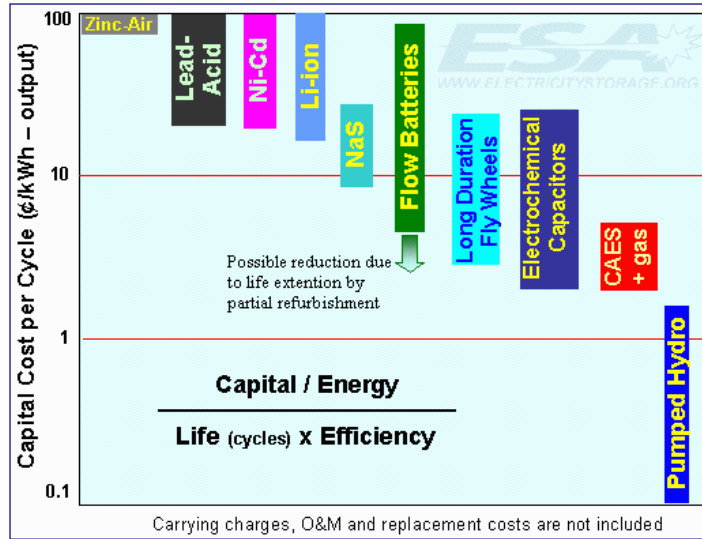 Capital Cost per Cycle (¢/kWh – output)
100
10
1
0.1
Zinc-Air
Lead-
Acid
Ni-Cd
Li-ion
NaS
Flow Batteries
Long Duration
Fly Wheels
Electrochemical
Capacitors
CAES
+ gas
Pumped Hydro
ESA
WWW.ELECTRICITYSTORAGE.ORG
Possible reduction due
to life extention by
partial refurbishment
Capital / Energy
Life (cycles) x Efficiency
Carrying charges, O&M and replacement costs are not included